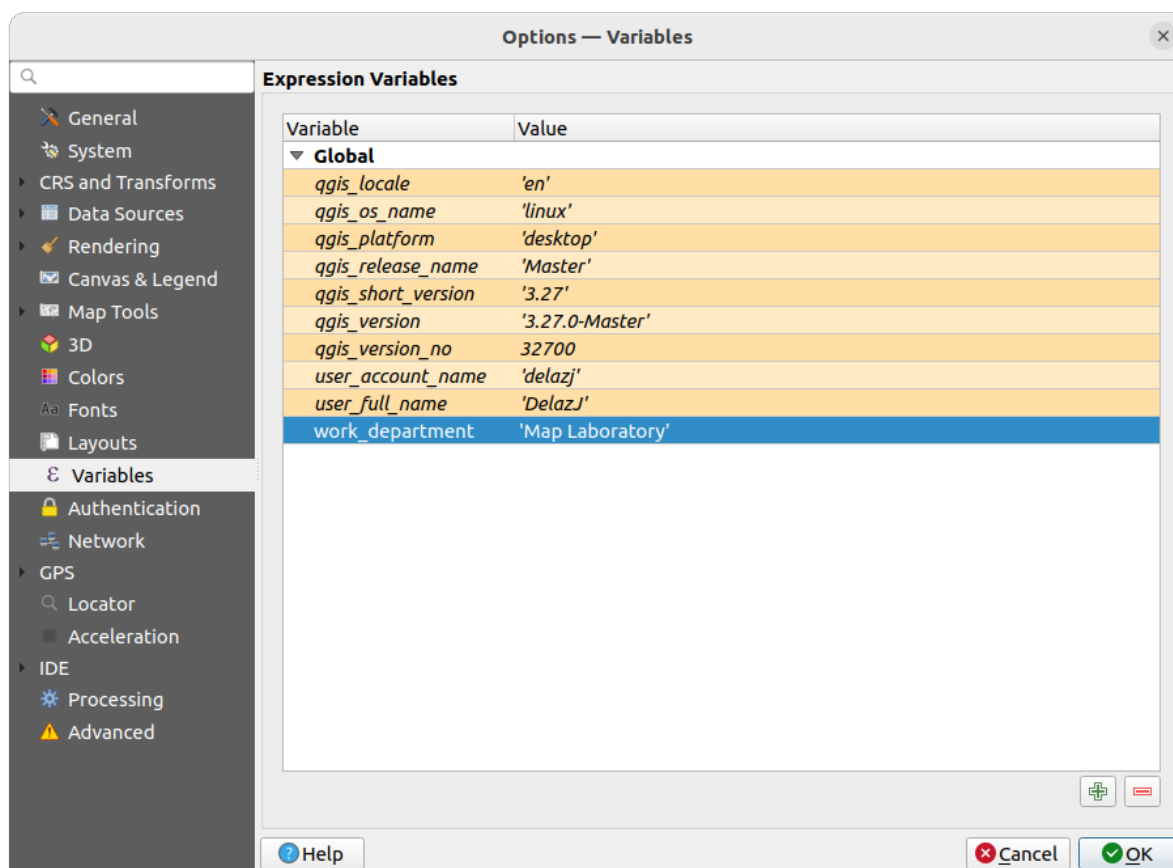 Options — Variables
Expression Variables
General
System
CRS and Transforms
Data Sources
Rendering
Canvas & Legend
Map Tools
3D
Colors
Aa Fonts
Layouts
ε Variables
Authentication
Network
GPS
Locator
Acceleration
IDE
Processing
Advanced
Variable Value
Global
qgis_locale 'en'
qgis_os_name 'linux'
qgis_platform 'desktop'
qgis_release_name 'Master'
qgis_short_version '3.27'
qgis_version '3.27.0-Master'
qgis_version_no 32700
user_account_name 'delazj'
user_full_name 'DelazJ'
work_department 'Map Laboratory'
Help
Cancel
OK